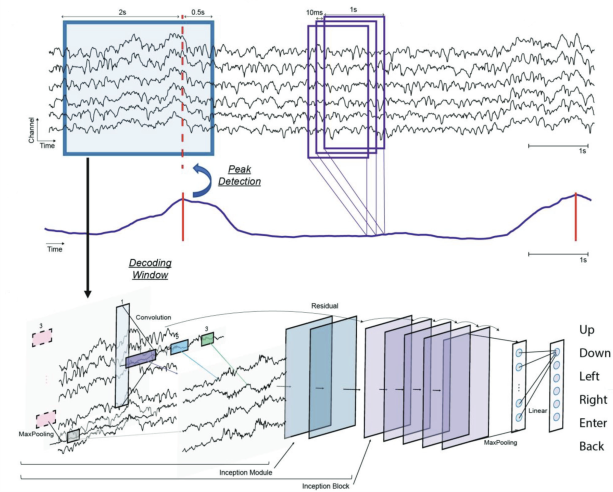 2s
0.5s
10ms
1s
Channel
Time
1s
Peak
Detection
Time
1s
Decoding
Window
1
Convolution
3
3
Residual
MaxPooling
Linear
MaxPooling
Inception Module
Inception Block
Up
Down
Left
Right
Enter
Back